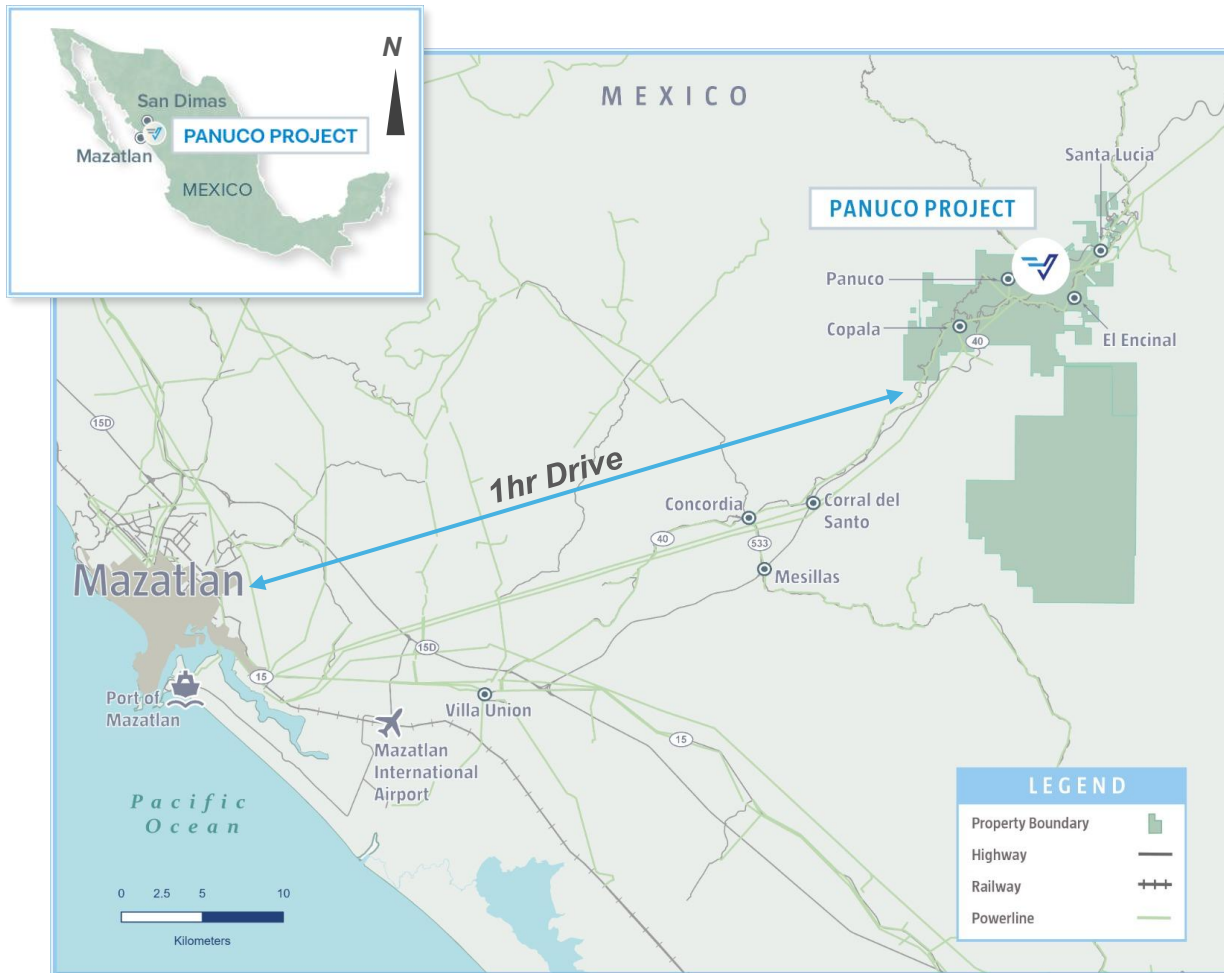 N
San Dimas
PANUCO PROJECT
Mazatlan
MEXICO
MEXICO
Santa Lucia
PANUCO PROJECT
Panuco
Copala
40
El Encinal
15D
1hr Drive
Concordia
Corral del
Santo
40
533
Mesillas
Mazatlan
15D
15
Port of
Mazatlan
Villa Union
15
Mazatlan
International
Airport
Pacific
Ocean
LEGEND
Property Boundary
Highway
Railway
Powerline
0 2.5 5 10
Kilometers